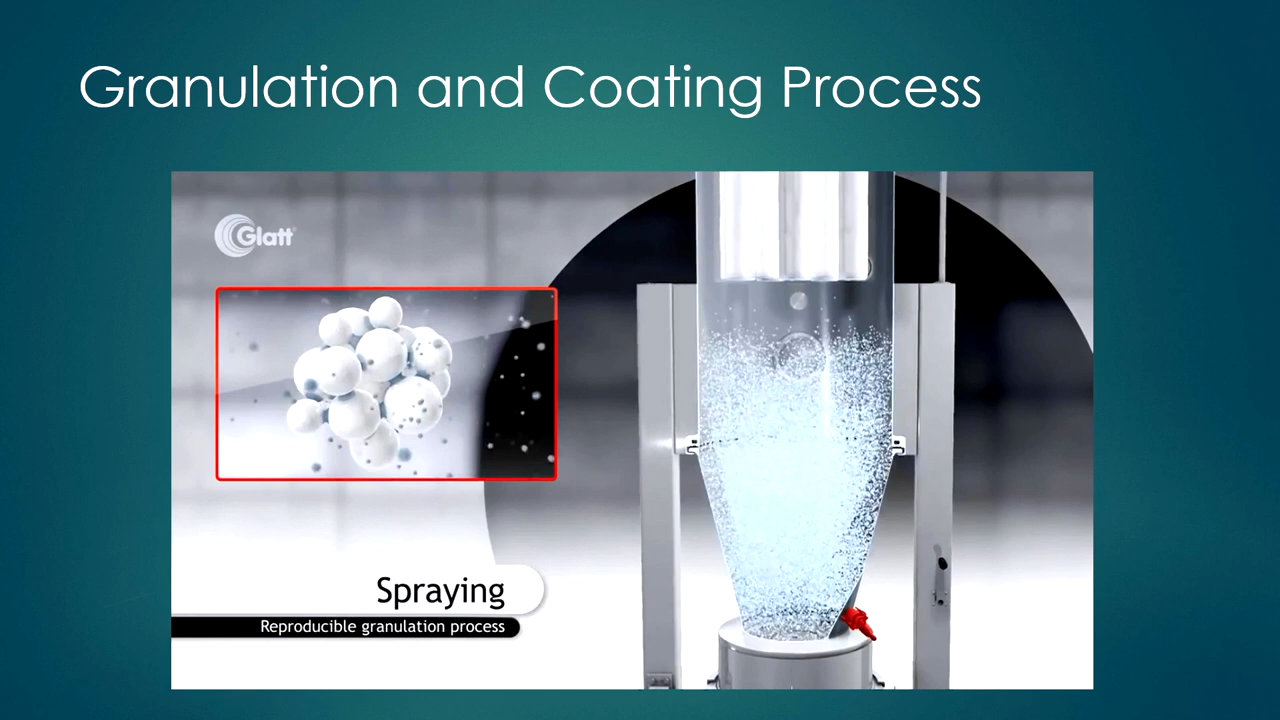 Granulation and Coating Process
Glatt
Spraying
Reproducible granulation process